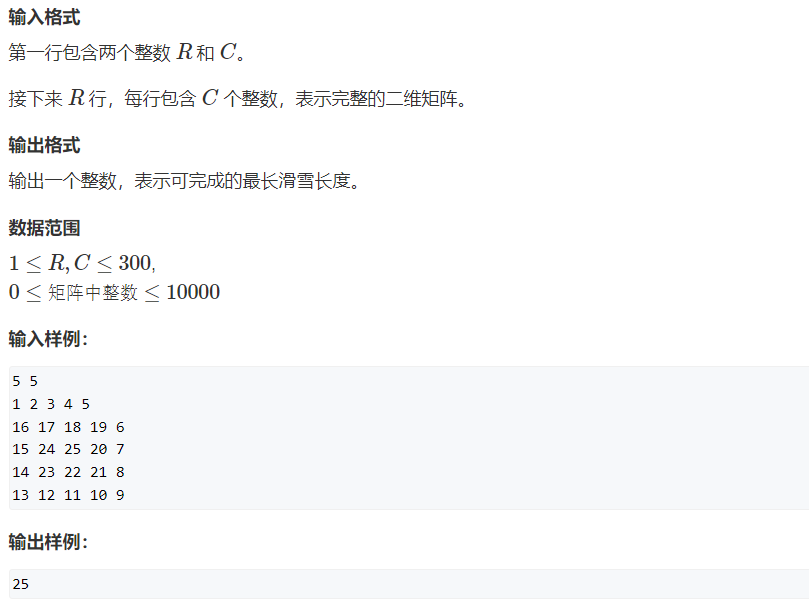 输入格式
第一行包含两个整数 R 和 C。
接下来 R 行，每行包含 C 个整数，表示完整的二维矩阵。
输出格式
输出一个整数，表示可完成的最长滑雪长度。
数据范围
1 ≤ R, C ≤ 300,
0 ≤ 矩阵中整数 ≤ 10000
输入样例：
5 5
1 2 3 4 5
16 17 18 19 6
15 24 25 20 7
14 23 22 21 8
13 12 11 10 9
输出样例：
25